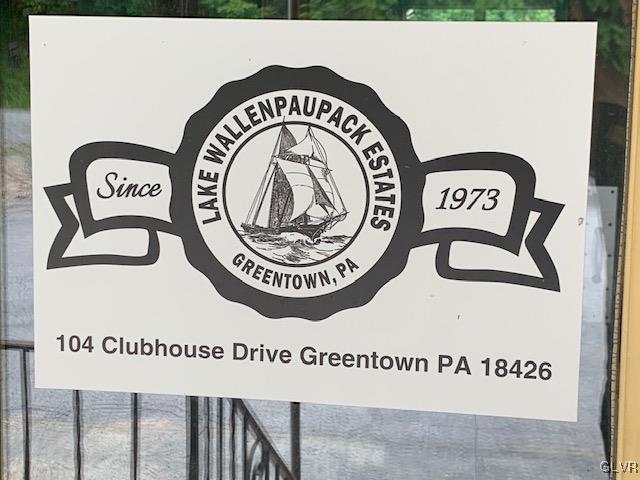 LAKE WALLENPAUPACK ESTATES
Since
1973
GREENTOWN, PA
104 Clubhouse Drive Greentown PA 18426
GLVR